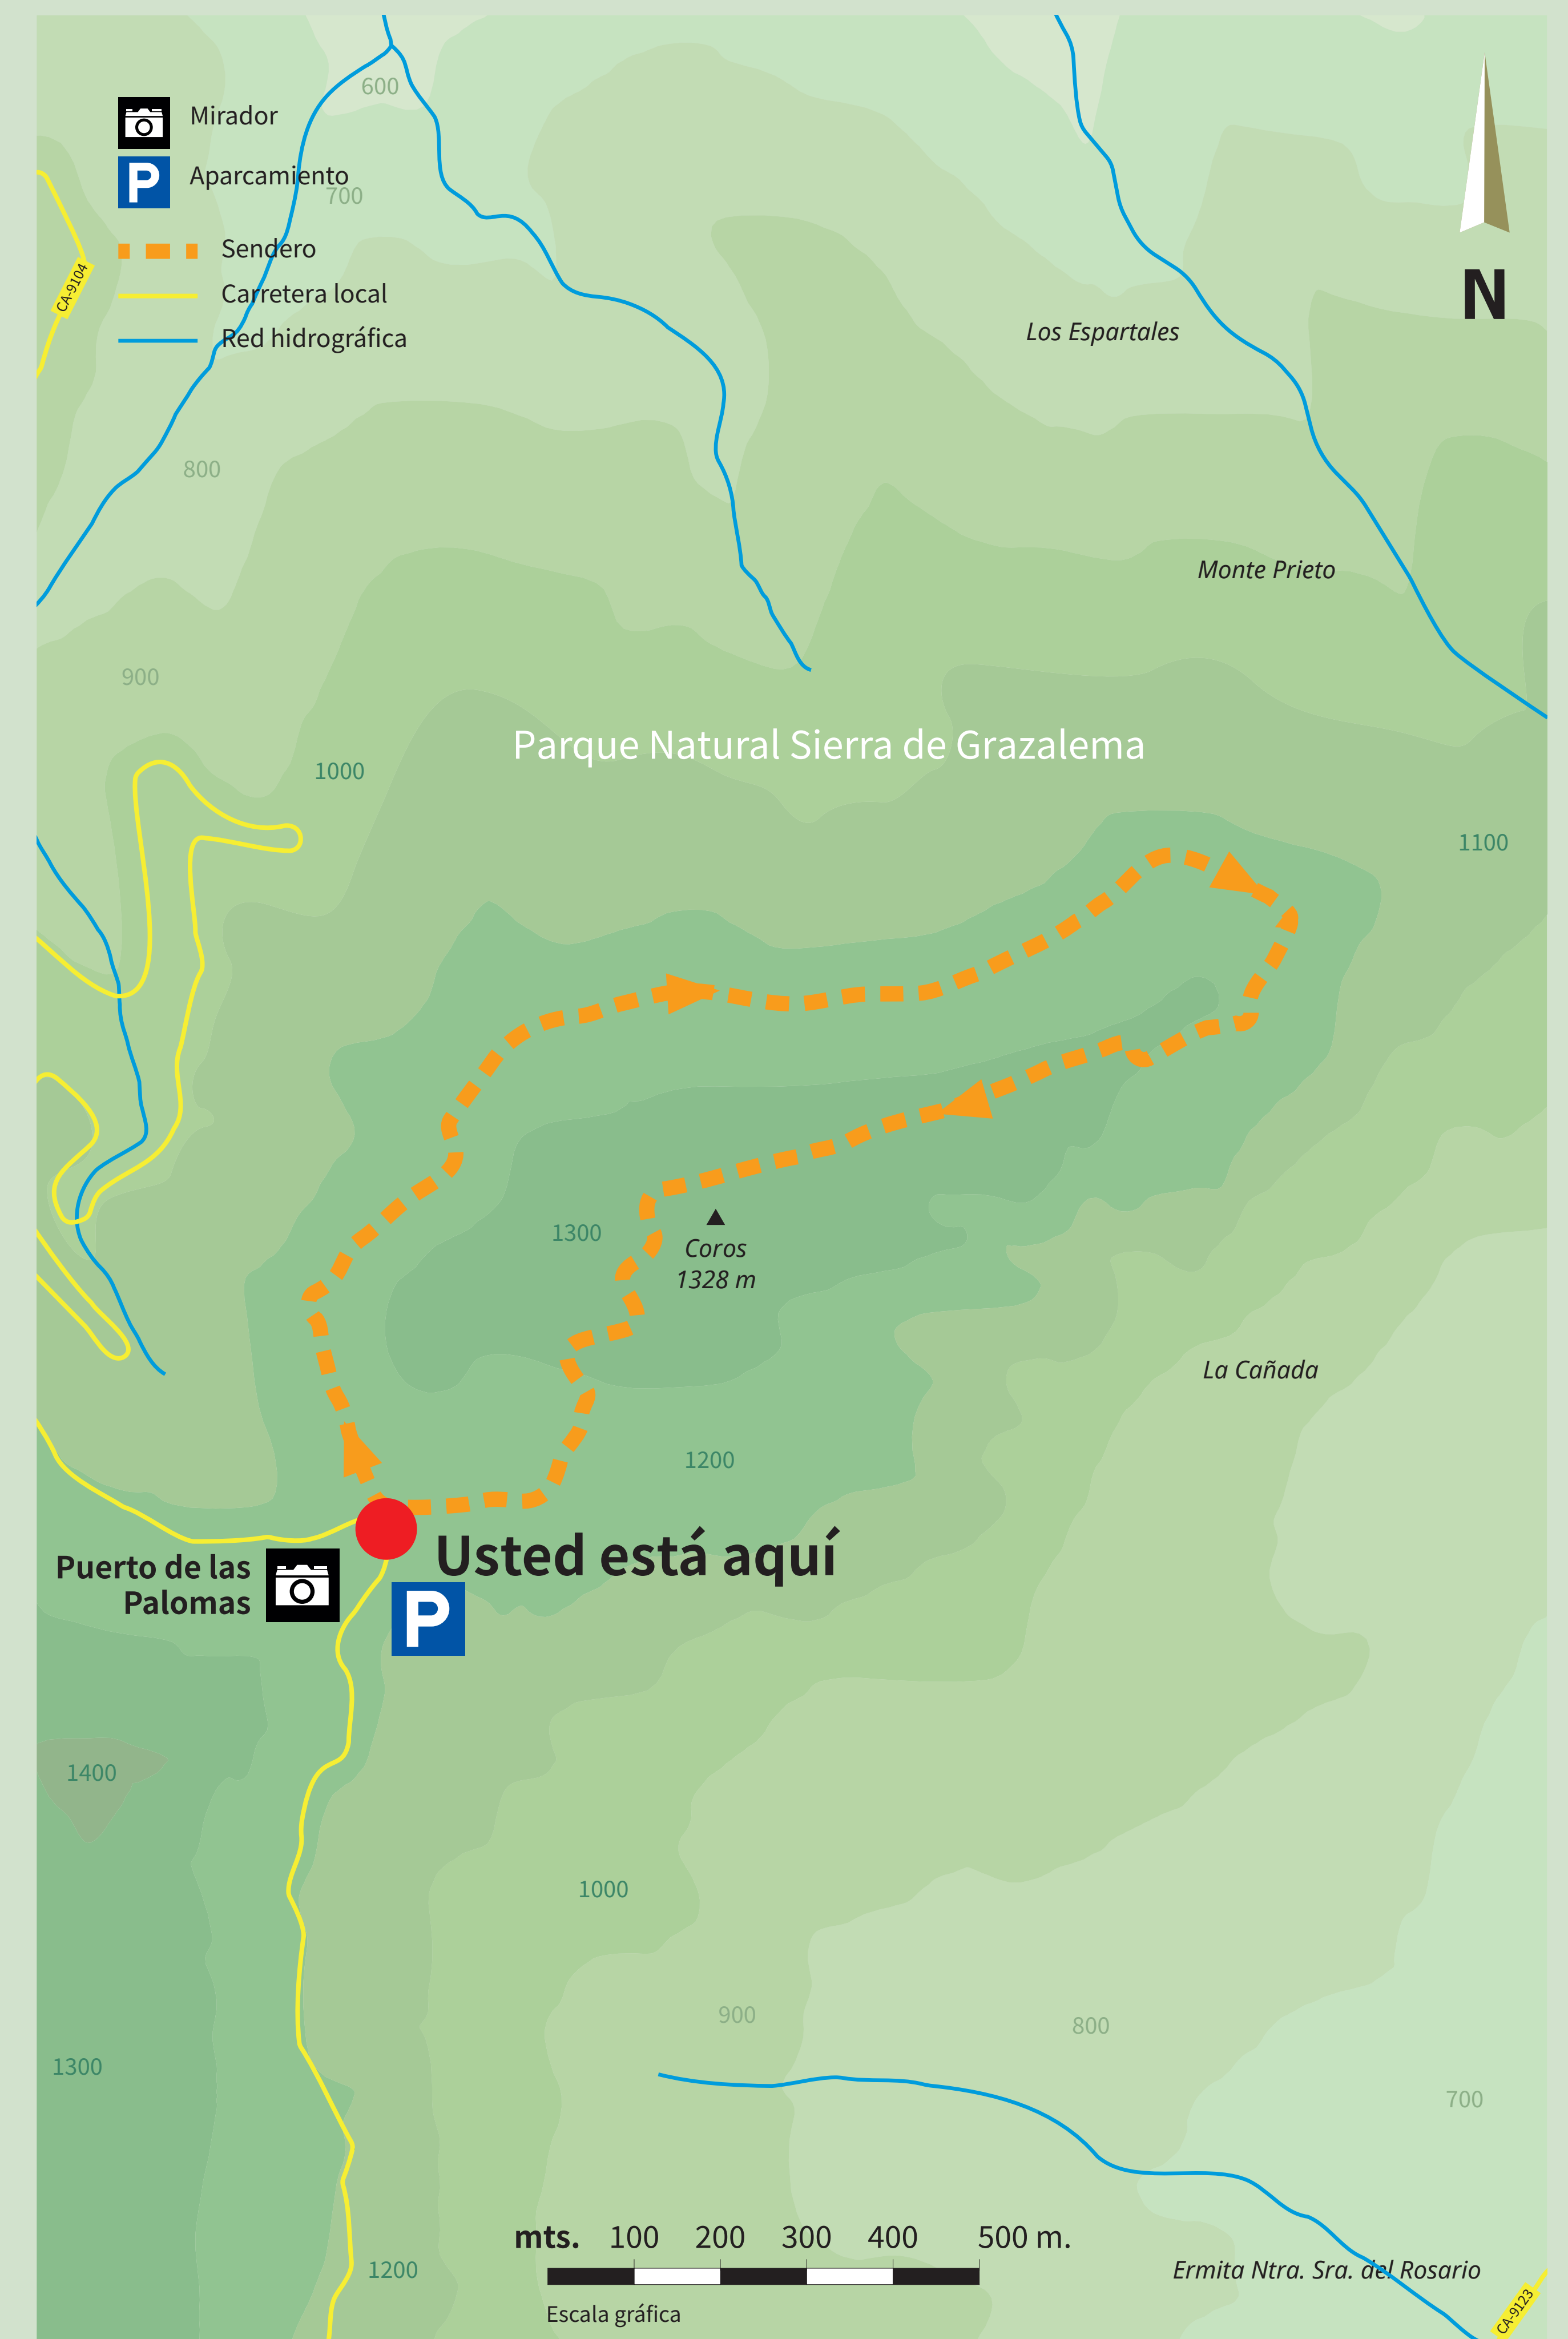 600
Mirador
Aparcamiento
700
Sendero
CA-9104
Carretera local
Red hidrográfica
N
Los Espartales
800
Monte Prieto
900
Parque Natural Sierra de Grazalema
1000
1100
1300
Coros
1328 m
La Cañada
1200
Usted está aquí
Puerto de las
Palomas
P
1400
1000
900
800
1300
700
mts. 100 200 300 400 500 m.
Escala gráfica
1200
Ermita Ntra. Sra. del Rosario
CA-9123